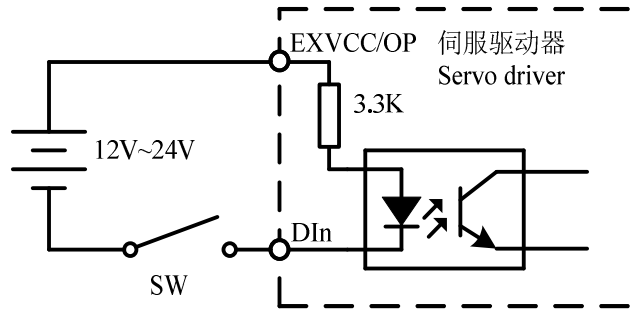 EXVCC/OP
伺服驱动器
Servo driver
3.3K
12V~24V
DIn
SW